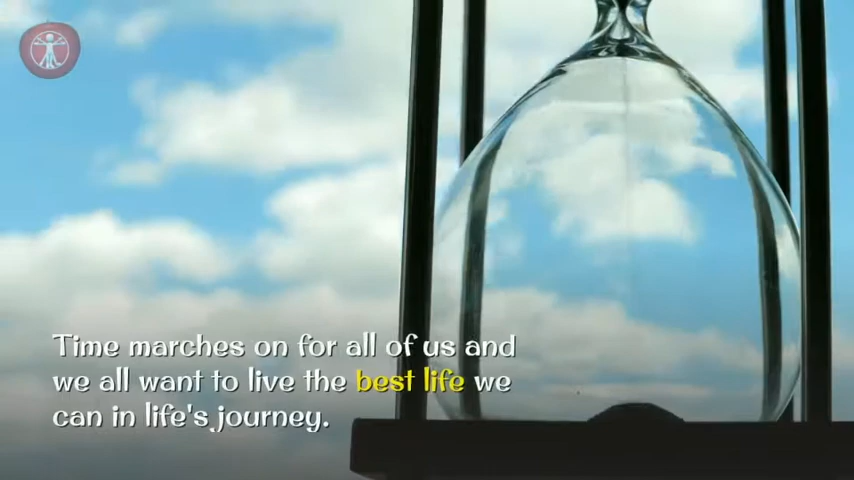 Time marches on for all of us and
we all want to live the best life we
can in life's journey.